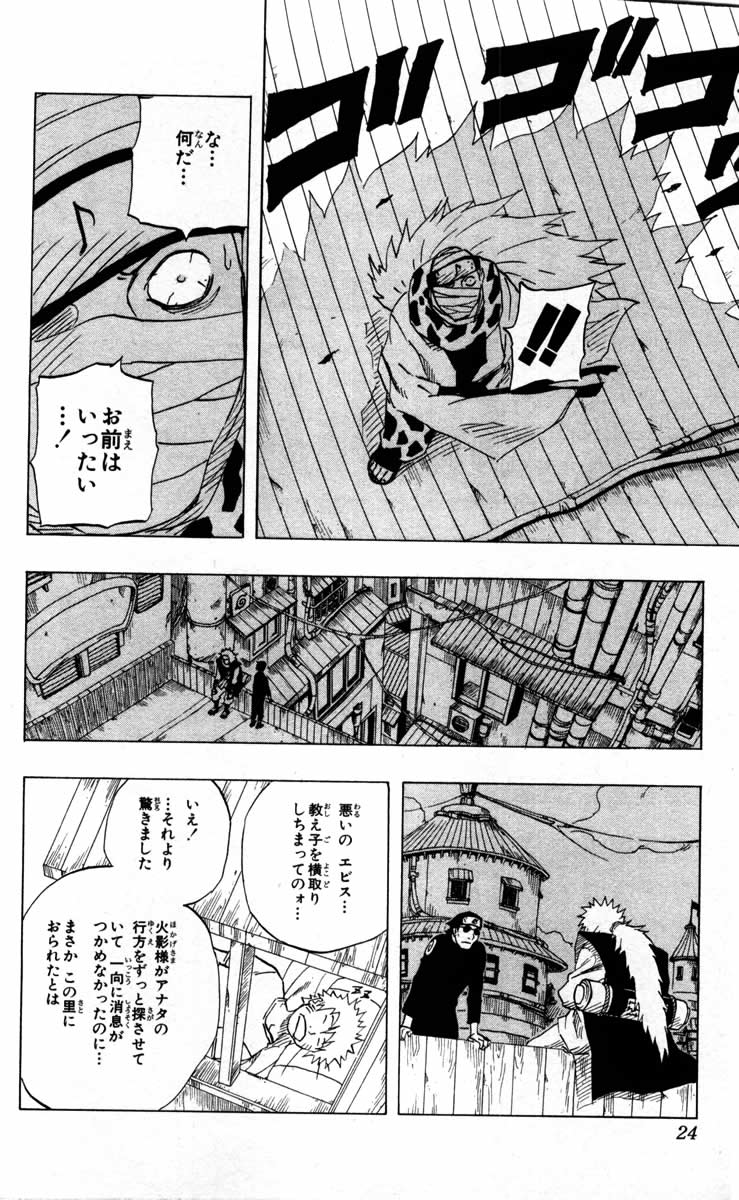 ゴゴゴゴ
!!
な…
何だ…
お前は
いったい
…!
悪いの エビス…
教え子を横取り
しちまってのォ…
いえ!
…それより
驚きました
火影様がアナタの
行方をずっと探させて
いて 一向に消息が
つかめなかったのに…
まさか この里に
おられたとは
24